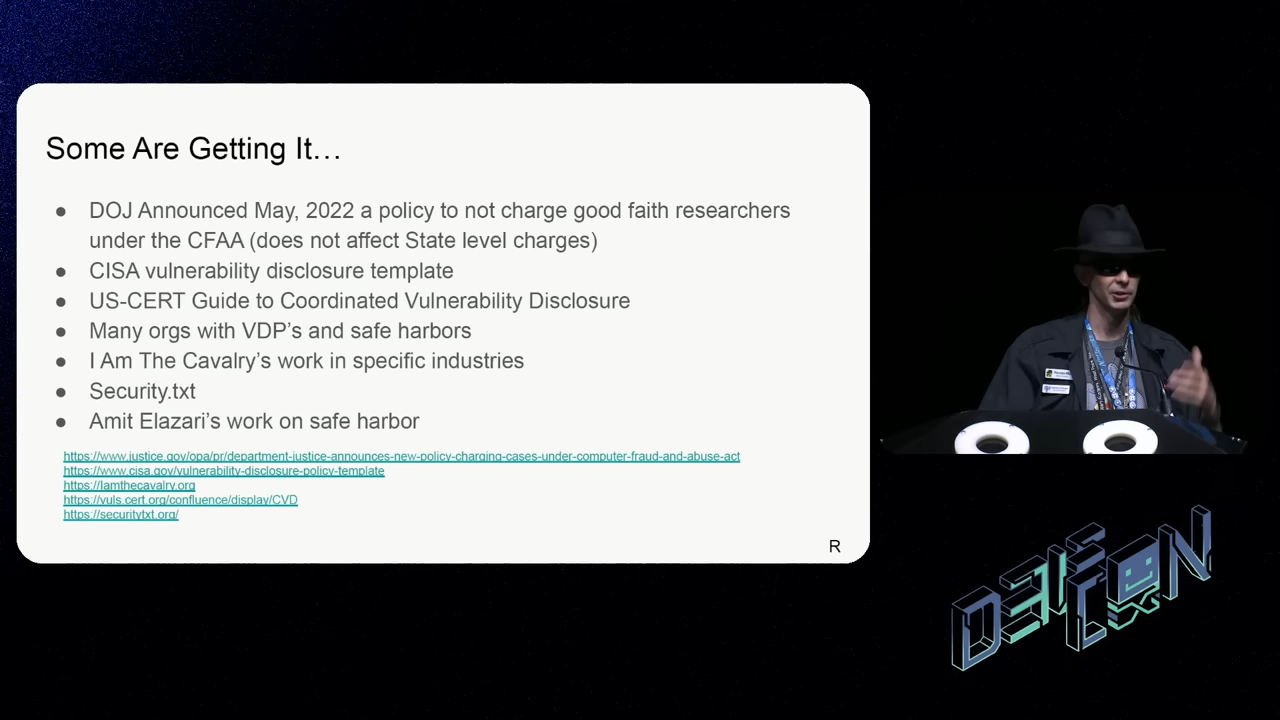 Some Are Getting It…
● DOJ Announced May, 2022 a policy to not charge good faith researchers
under the CFAA (does not affect State level charges)
● CISA vulnerability disclosure template
● US-CERT Guide to Coordinated Vulnerability Disclosure
● Many orgs with VDP’s and safe harbors
● I Am The Cavalry’s work in specific industries
● Security.txt
● Amit Elazari’s work on safe harbor
https://www.justice.gov/opa/pr/department-justice-announces-new-policy-charging-cases-under-computer-fraud-and-abuse-act
https://www.cisa.gov/vulnerability-disclosure-policy-template
https://Iamthecavalry.org
https://vuls.cert.org/confluence/display/CVD
https://securitytxt.org/
R
DEF
CON